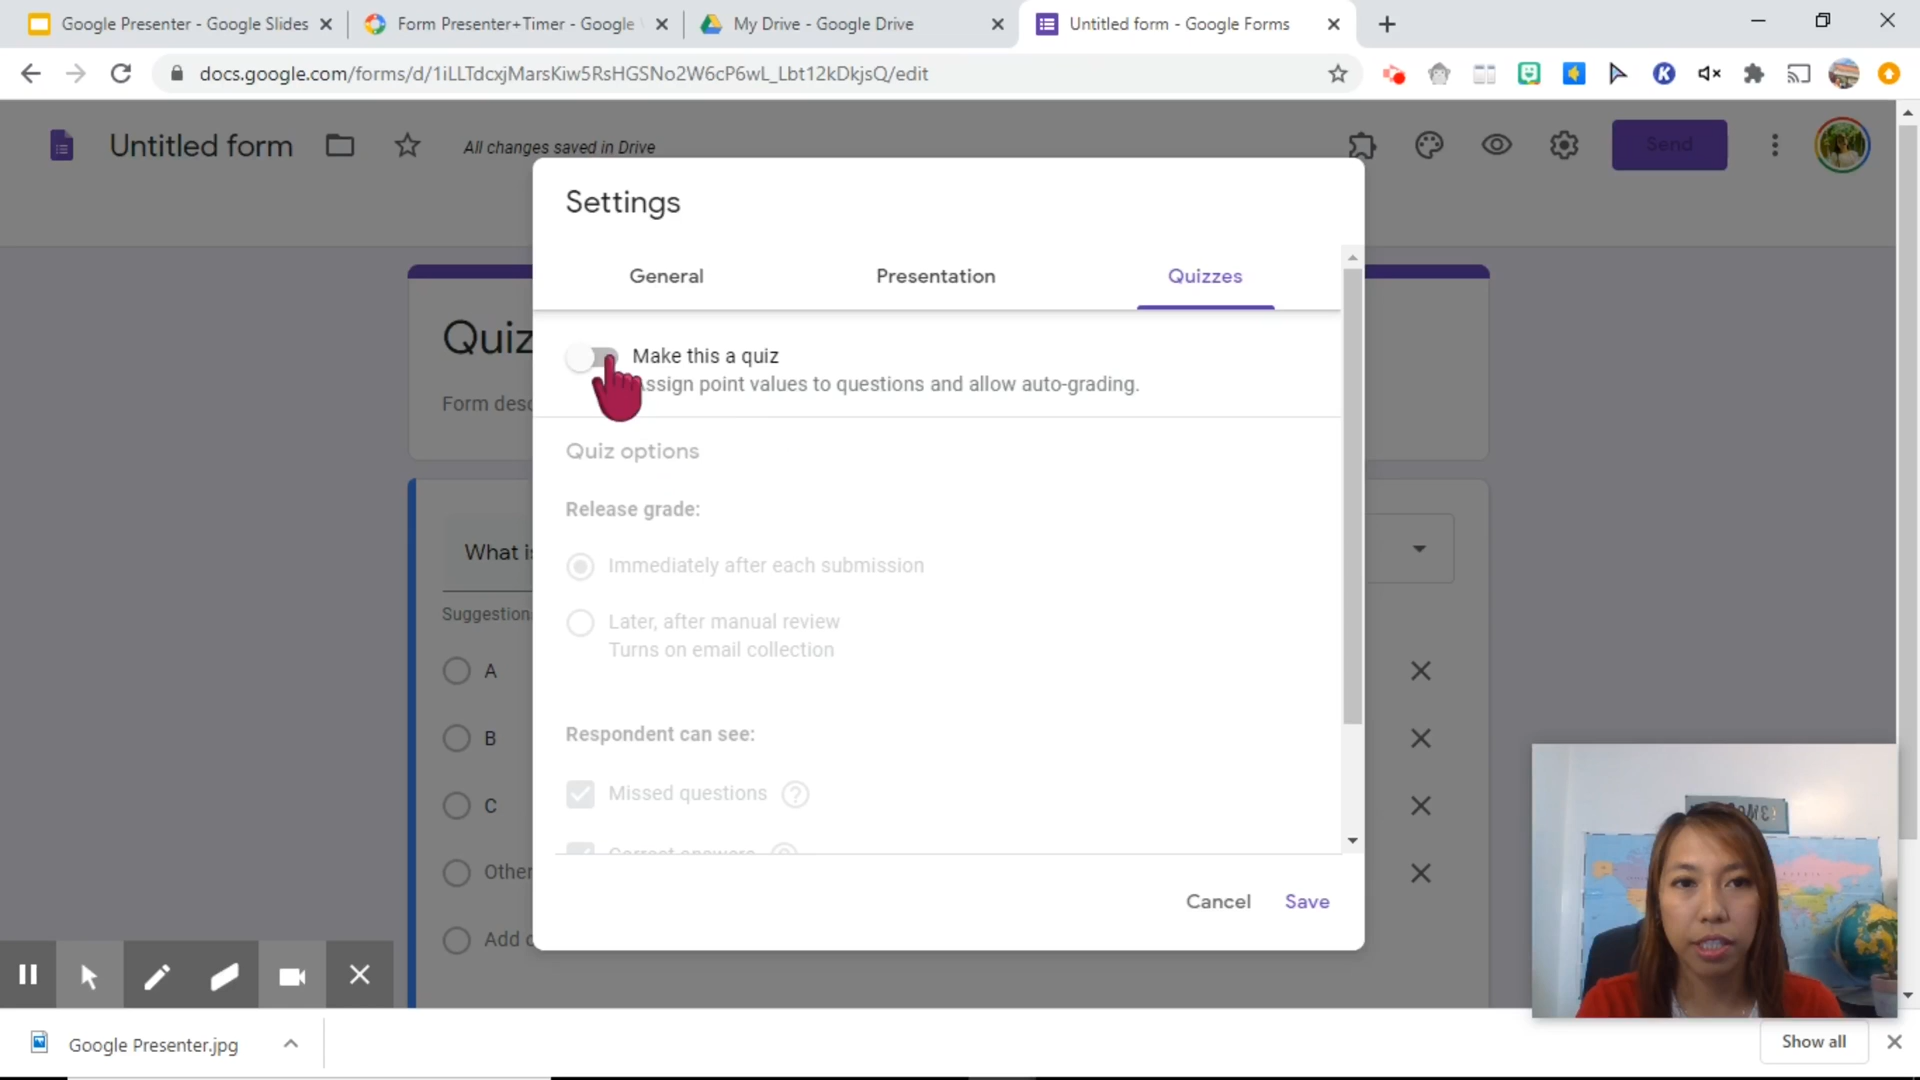 Google Presenter - Google Slides
Form Presenter+Timer - Google
My Drive - Google Drive
Untitled form - Google Forms
docs.google.com/forms/d/1iLLTdcxjMarsKiw5RsHGSNo2W6cP6wL_Lbt12kDkjsQ/edit
Untitled form
All changes saved in Drive
Send
Settings
General
Presentation
Quizzes
Quiz
Make this a quiz
ssign point values to questions and allow auto-grading.
Form desc
Quiz options
Release grade:
What is
Immediately after each submission
Suggestion
Later, after manual review
Turns on email collection
A
Respondent can see:
B
Missed questions
C
Correct answers
Other
Cancel
Save
Add o
Google Presenter.jpg
Show all